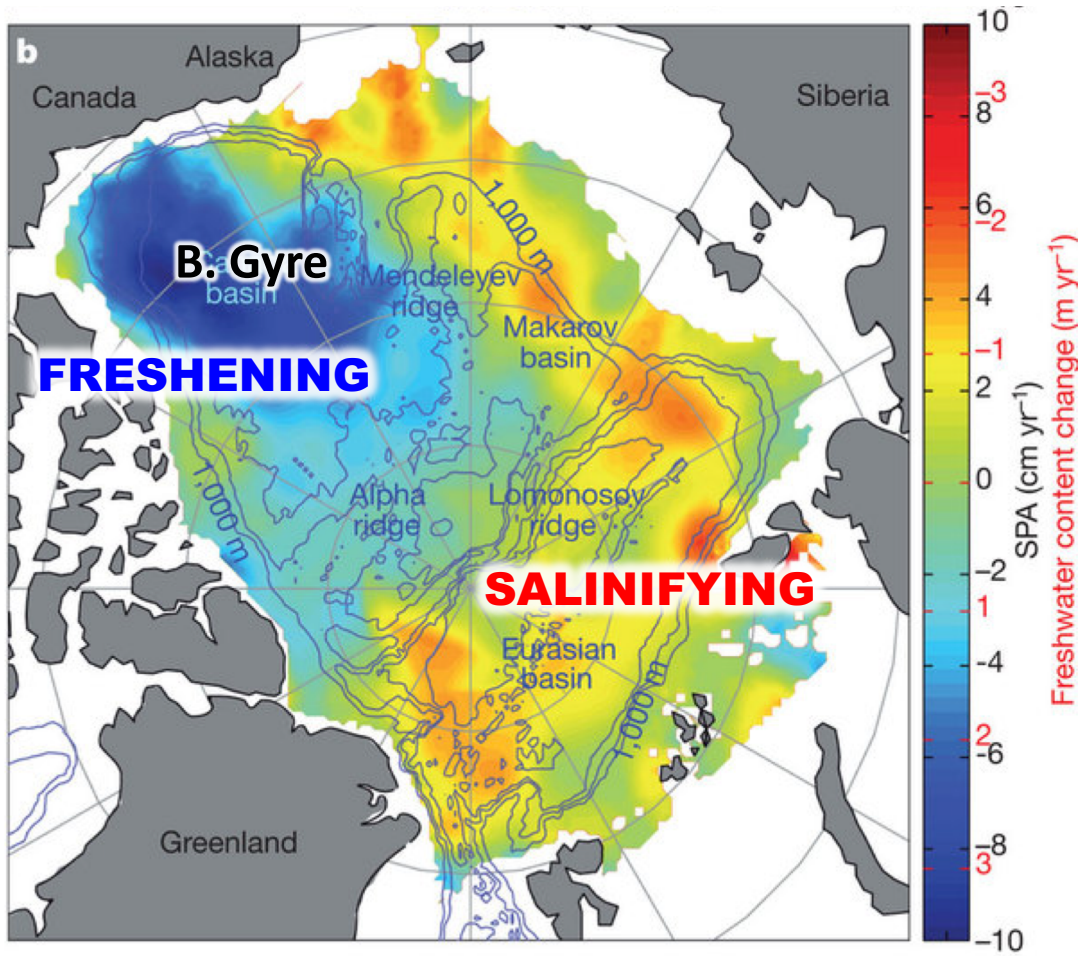 b
Alaska
Canada
Siberia
1,000 m
B. Gyre
basin
Mendeleyev
ridge
Makarov
basin
FRESHENING
1,000 m
Alpha
ridge
Lomonosov
ridge
SALINIFYING
Eurasian
basin
1,000 m
Greenland
10
8
6
4
2
0
−2
−4
−6
−8
−10
−3
−2
−1
1
2
3
SPA (cm yr−1)
Freshwater content change (m yr−1)